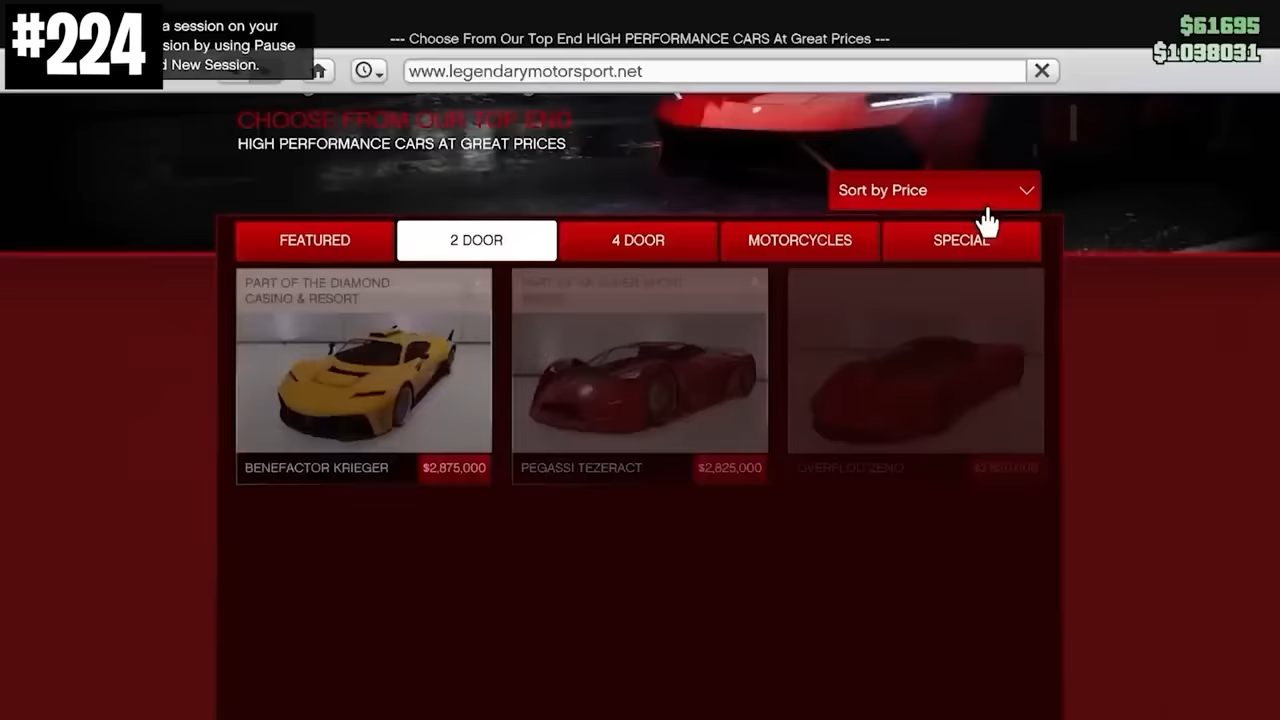 #224
a session on your
sion by using Pause
d New Session.
--- Choose From Our Top End HIGH PERFORMANCE CARS At Great Prices ---
$61695
$1038031
www.legendarymotorsport.net
CHOOSE FROM OUR TOP END
HIGH PERFORMANCE CARS AT GREAT PRICES
Sort by Price
FEATURED
2 DOOR
4 DOOR
MOTORCYCLES
SPECIAL
PART OF THE DIAMOND
CASINO & RESORT
BENEFACTOR KRIEGER
$2,875,000
PEGASSI TEZERACT
$2,825,000
OVERFLOD ZENO